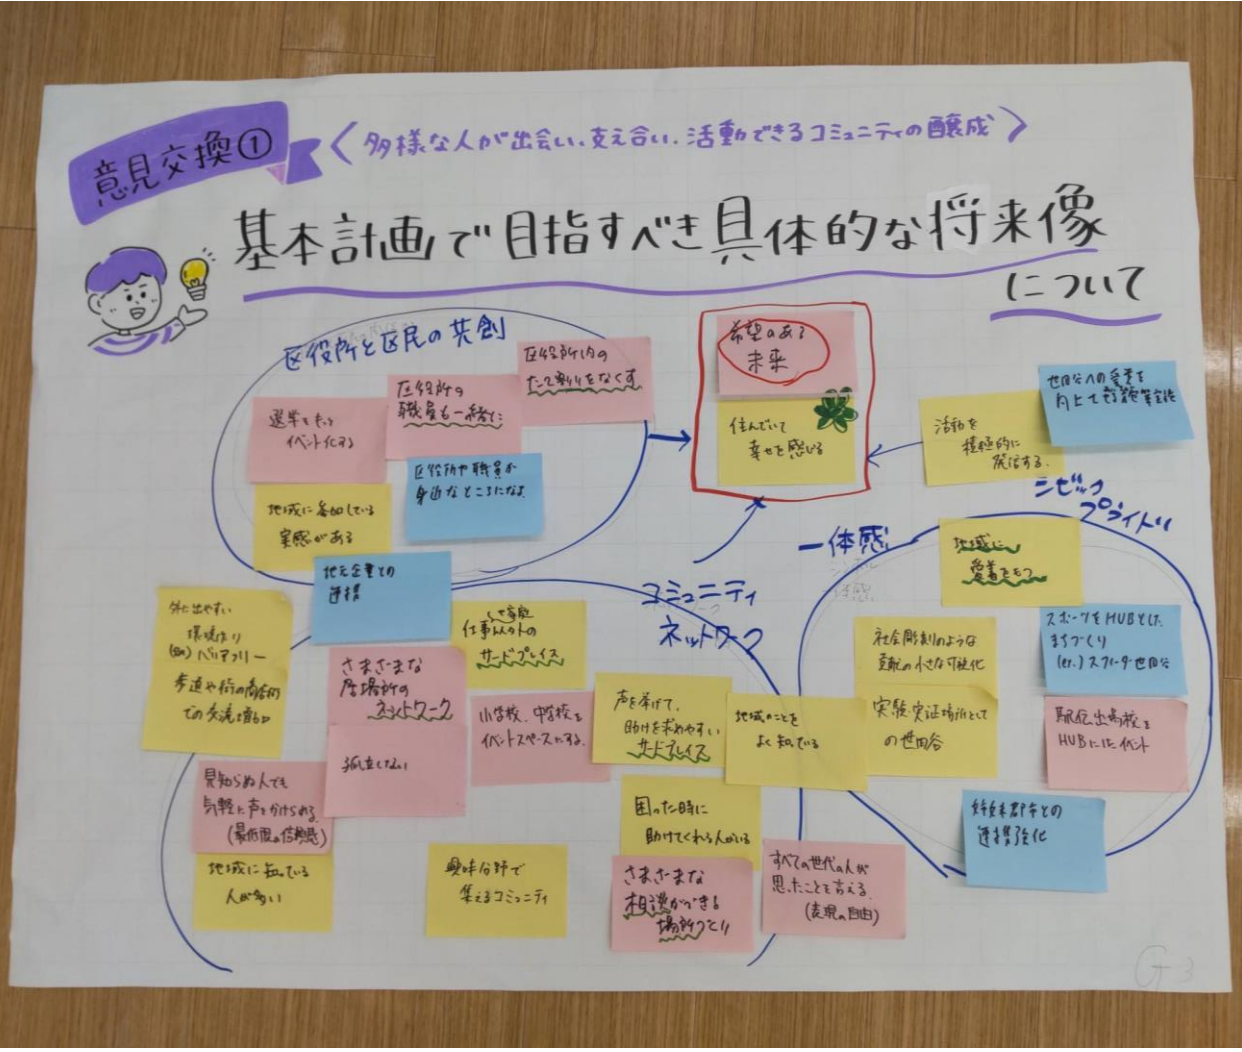 意見交換①
〈多様な人が出会い、支え合い、活動できるコミュニティの醸成〉
基本計画で目指すべき具体的な将来像
について
区役所と区民の共創
選挙をもっと
イベント化する
区役所の
職員も一緒に
区役所内の
たて割りをなくす
地域に参加している
実感がある
区役所や職員が
身近なところになる
地元企業との
連携
希望のある
未来
住んでいて
幸せを感じる
活動を
積極的に
発信する。
世田谷への愛着を
向上て
シビック
プライド
一体感
地域に
愛着をもつ
社会彫刻のような
貢献の小さな可視化
スポーツをHUBとした
まちづくり
(ex.) スフィーダ世田谷
実験実証場所として
の世田谷
駅伝出場校を
HUBにしたイベント
姉妹都市との
連携強化
地域のことを
よく知っている
コミュニティ
ネットワーク
外に出やすい
環境作り
(例) バリアフリー
歩道や街の商店街
での交流増加
さまざまな
居場所の
ネットワーク
孤立しない
仕事以外の
サードプレイス
小学校、中学校を
イベントスペースにする。
声を挙げて、
助けを求めやすい
サードプレイス
見知らぬ人でも
気軽に声をかけられる。
(最低限の信頼感)
地域に知っている
人が多い
興味分野で
集えるコミュニティ
困った時に
助けてくれる人がいる
さまざまな
相談ができる
場所づくり
すべての世代の人が
思ったことを言える。
(表現の自由)
G3